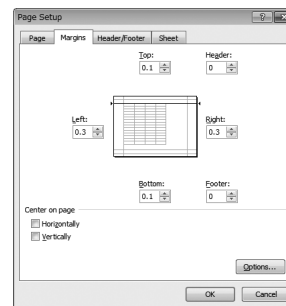 Page Setup
Page Margins Header/Footer Sheet
Top: Header:
0.1 0
Left: Right:
0.3 0.3
Bottom: Footer:
0.1 0
Center on page
Horizontally
Vertically
Options...
OK Cancel